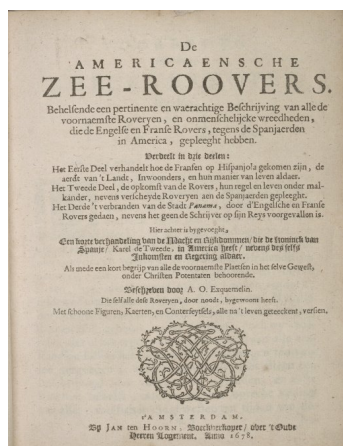 De
AMERICAENSCHE
ZEE-ROOVERS.
Behelsende een pertinente en waerachtige Beschrijving van alle de
voornaemste Roveryen, en onmenschelijcke wreedheden,
die de Engelse en Franse Rovers, tegens de Spanjaerden
in America, gepleeght hebben.
Verdeelt in drie deelen:
Het Eerste Deel verhandelt hoe de Fransen op Hispanjola gekomen zijn, de
aerdt van 't Landt, Inwoonders, en hun manier van leven aldaer.
Het Tweede Deel, de opkomst van de Rovers, hun regel en leven onder mal-
kander, nevens verscheyde Roveryen aen de Spanjaerden gepleeght.
Het Derde 't verbranden van de Stadt Panama, door d'Engelsche en Franse
Rovers gedaen, nevens het geen de Schrijver op sijn Reys voorgevallen is.
Hier achter is bygevoeght,
Een korte verhandeling van de Macht en Rijkdommen, die de Koninck van
Spanje, Karel de Tweede, in America heeft, nevens des selfs
Inkomsten en Regering aldaer.
Als mede een kort begrijp van alle de voornaemste Plaetsen in het selve Gewest,
onder Christen Potentaten behoorende.
Beschreven door A. O. Exquemelin.
Die self alle dese Roveryen, door noodt, bygewoont heeft.
Met schoone Figuren, Kaerten, en Conterfeytsels, alle na 't leven geteeckent, versien.
t'AMSTERDAM,
By JAN ten HOORN, Boeckverkoper, over 't Oude
Heeren Logement, Anno 1678.